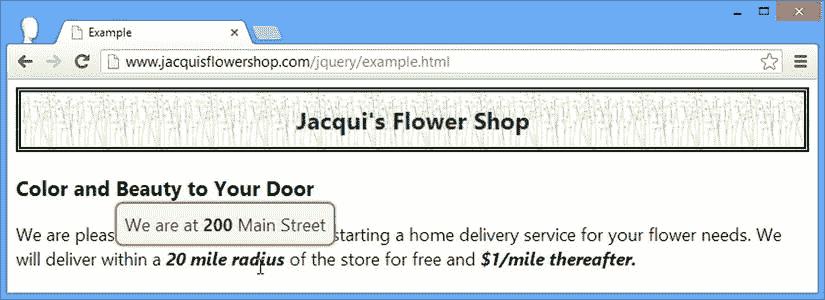 Example
www.jacquisflowershop.com/jquery/example.html
Jacqui's Flower Shop
Color and Beauty to Your Door
We are at 200 Main Street
We are pleas starting a home delivery service for your flower needs. We
will deliver within a 20 mile radius of the store for free and $1/mile thereafter.